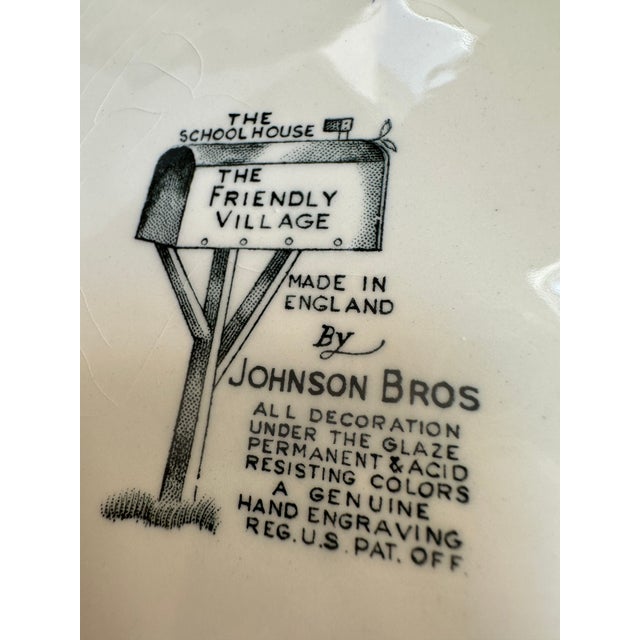 THE
SCHOOL HOUSE
THE
FRIENDLY
VILLAGE
MADE IN
ENGLAND
By
JOHNSON BROS
ALL DECORATION
UNDER THE GLAZE
PERMANENT & ACID
RESISTING COLORS
A GENUINE
HAND ENGRAVING
REG. U.S. PAT. OFF.